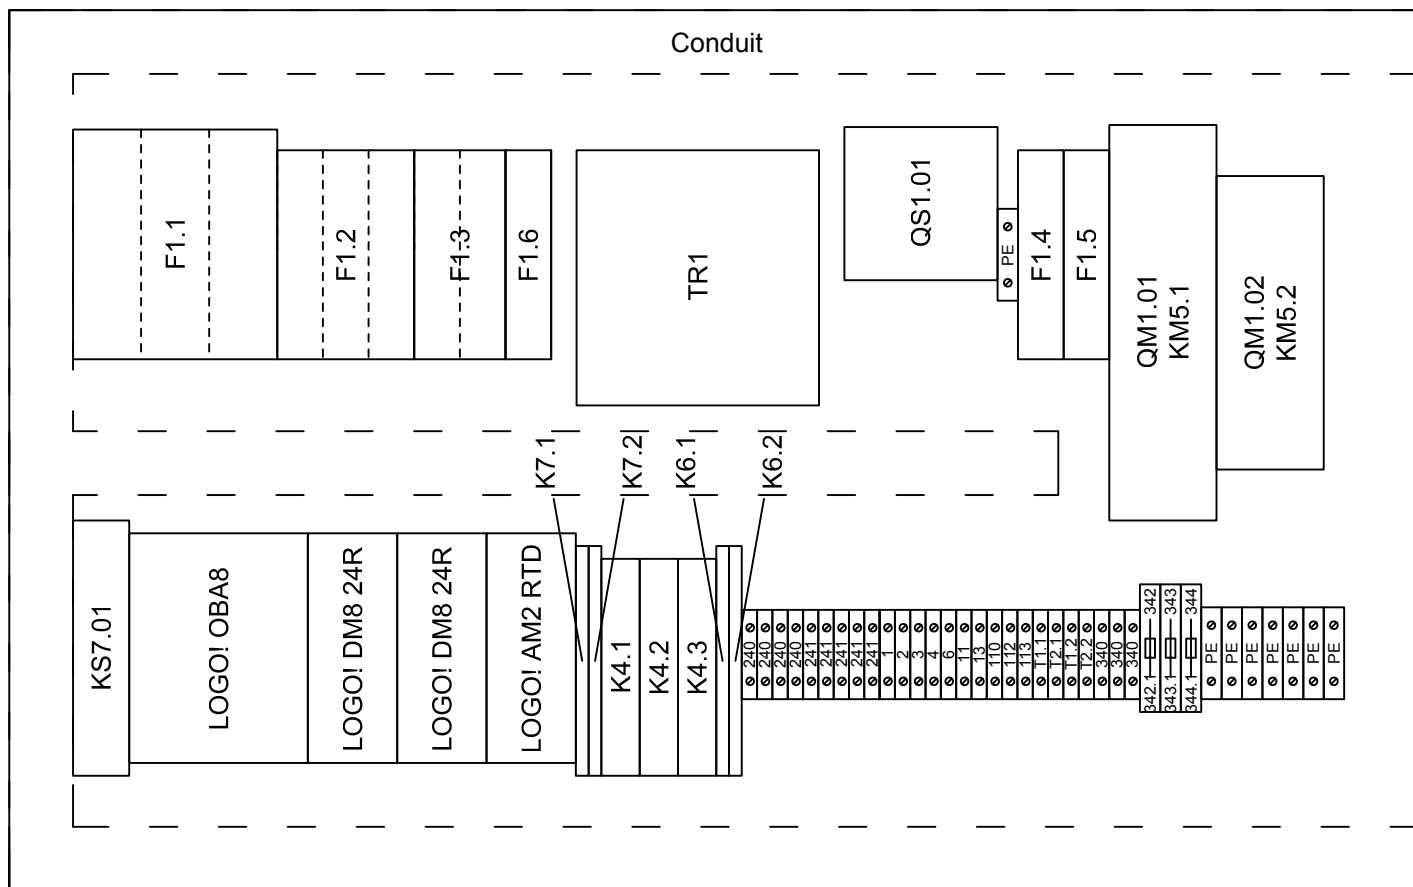 Conduit
F1.1
F1.2
F1.3
F1.6
TR1
QS1.01
PE
F1.4
F1.5
QM1.01
KM5.1
QM1.02
KM5.2
K7.1
K7.2
K6.1
K6.2
KS7.01
LOGO! OBA8
LOGO! DM8 24R
LOGO! DM8 24R
LOGO! AM2 RTD
K4.1
K4.2
K4.3
240
240
240
240
241
241
241
241
241
1
2
3
4
6
11
13
110
112
113
T1.1
T2.1
T1.2
T2.2
340
340
340
342.1 342
343.1 343
344.1 344
PE
PE
PE
PE
PE
PE
PE